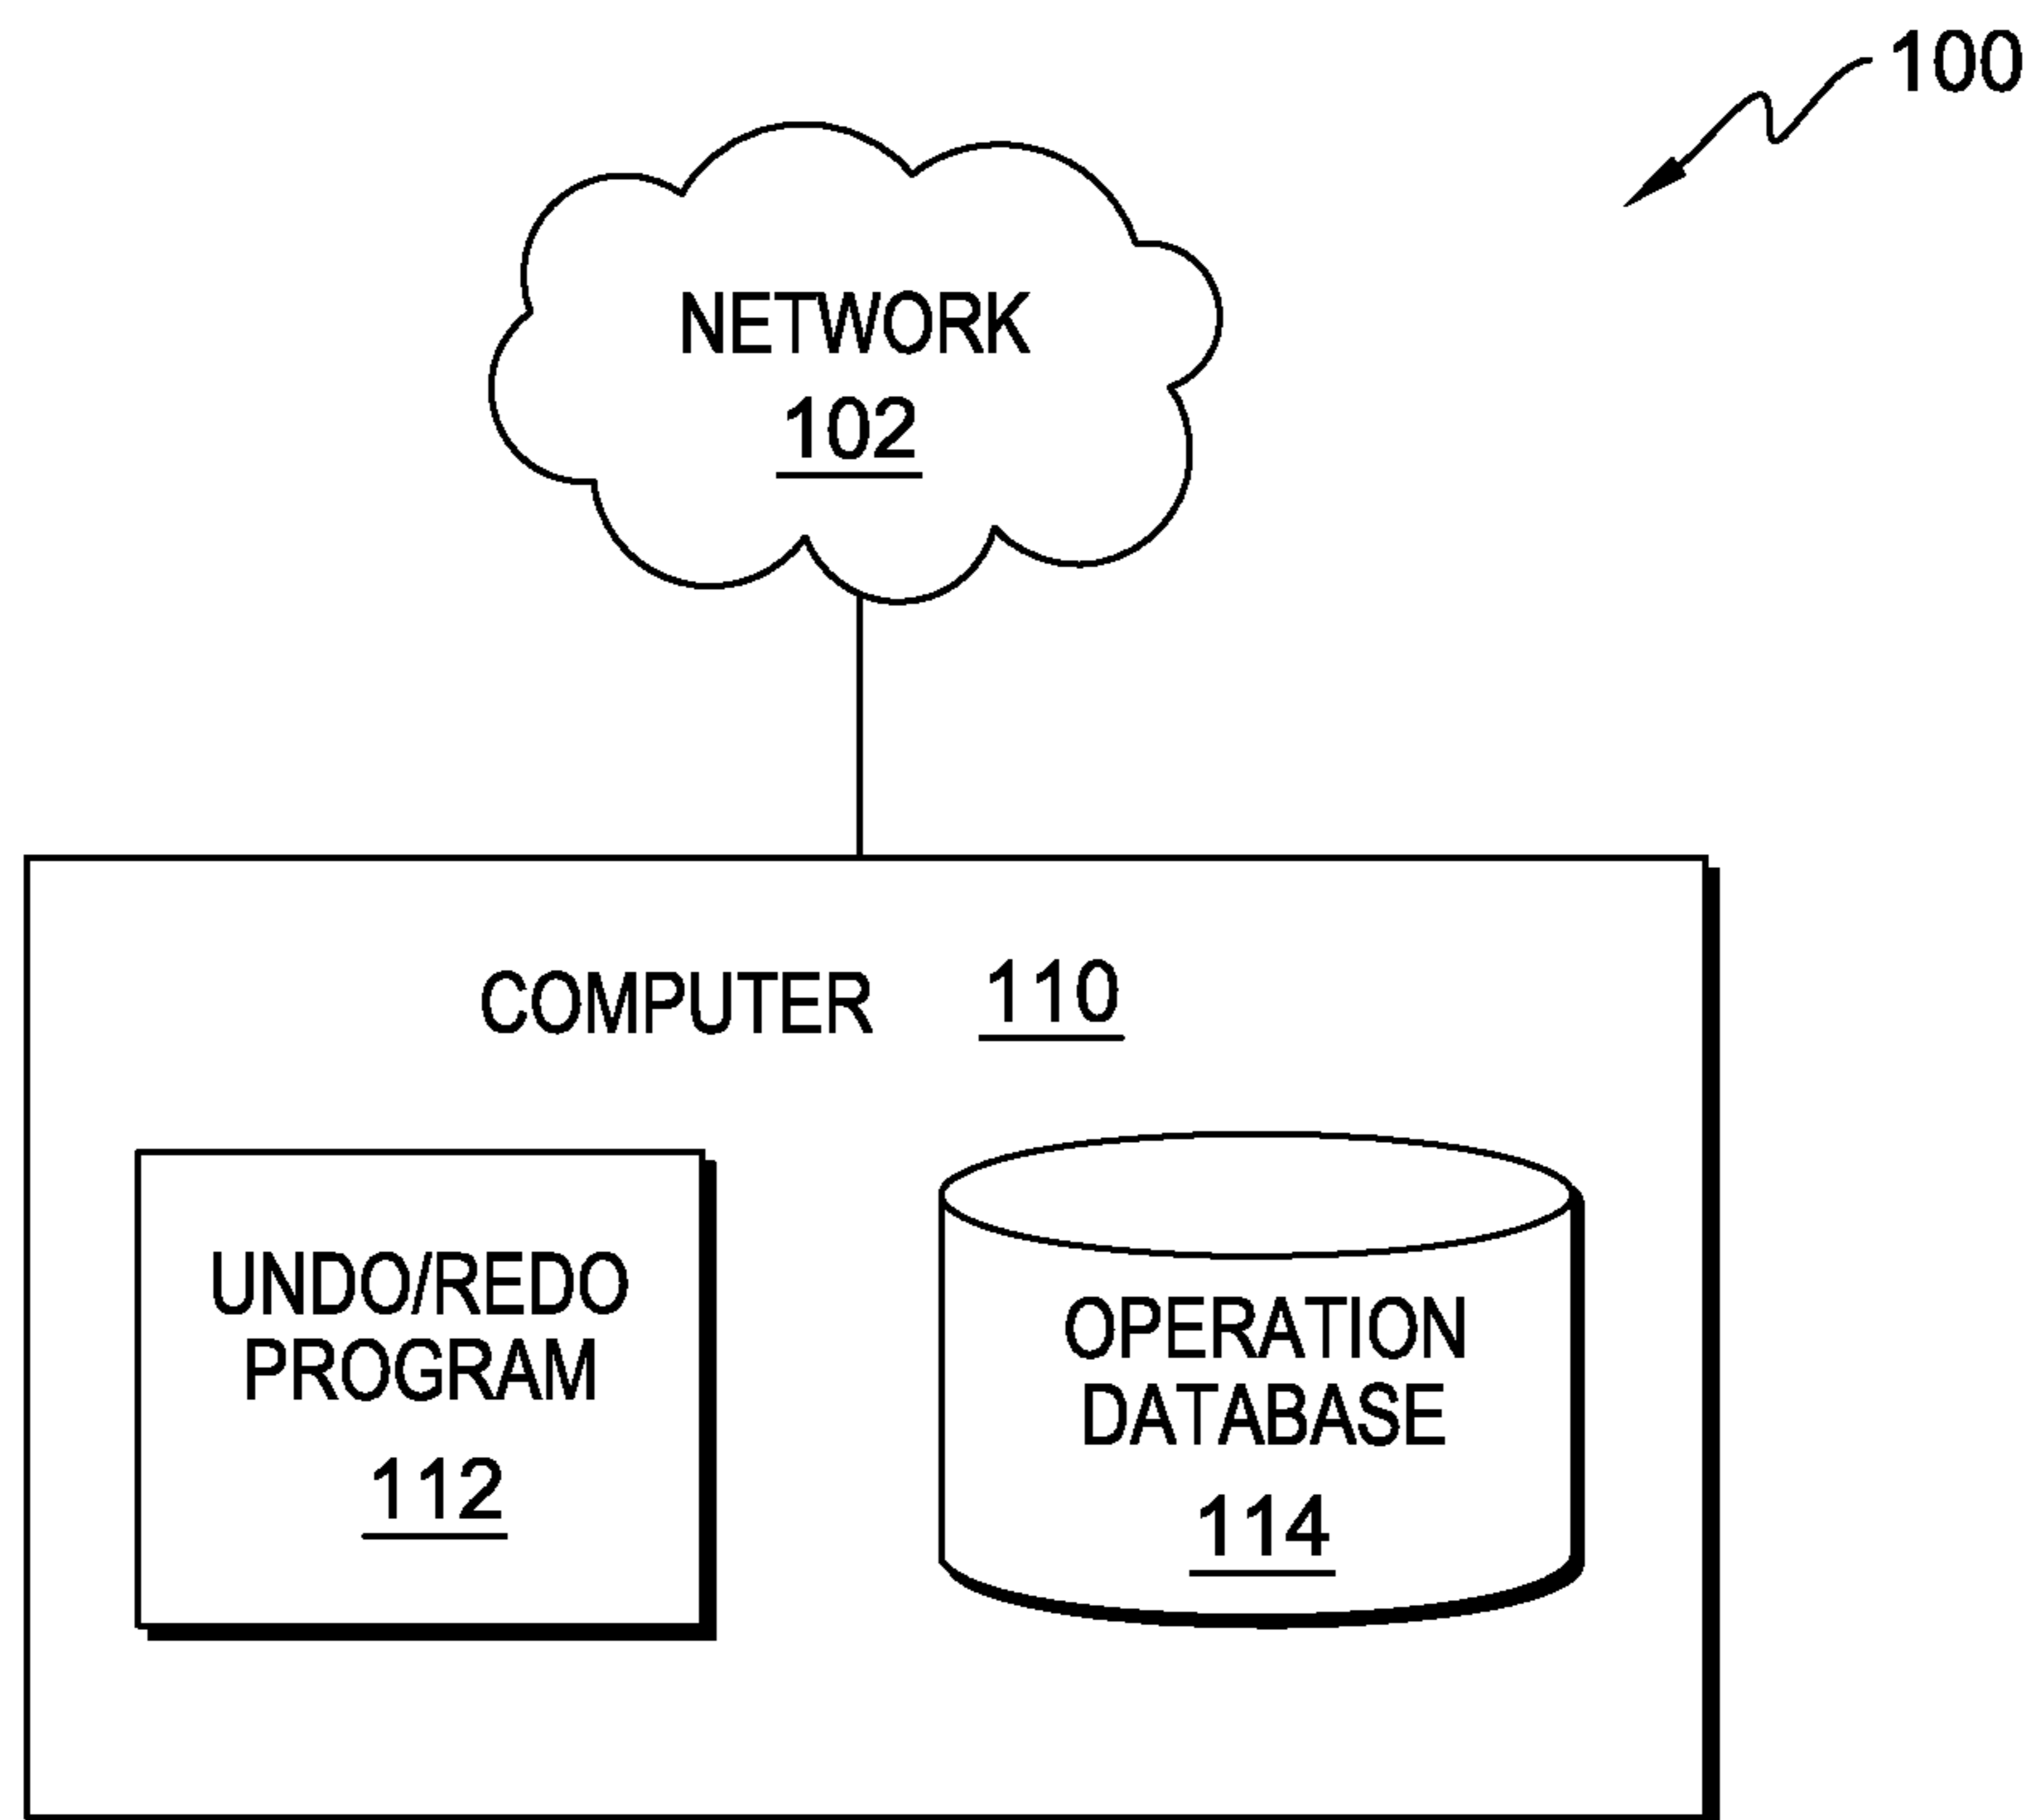 100
NETWORK
102
COMPUTER 110
UNDO/REDO
PROGRAM
112
OPERATION
DATABASE
114